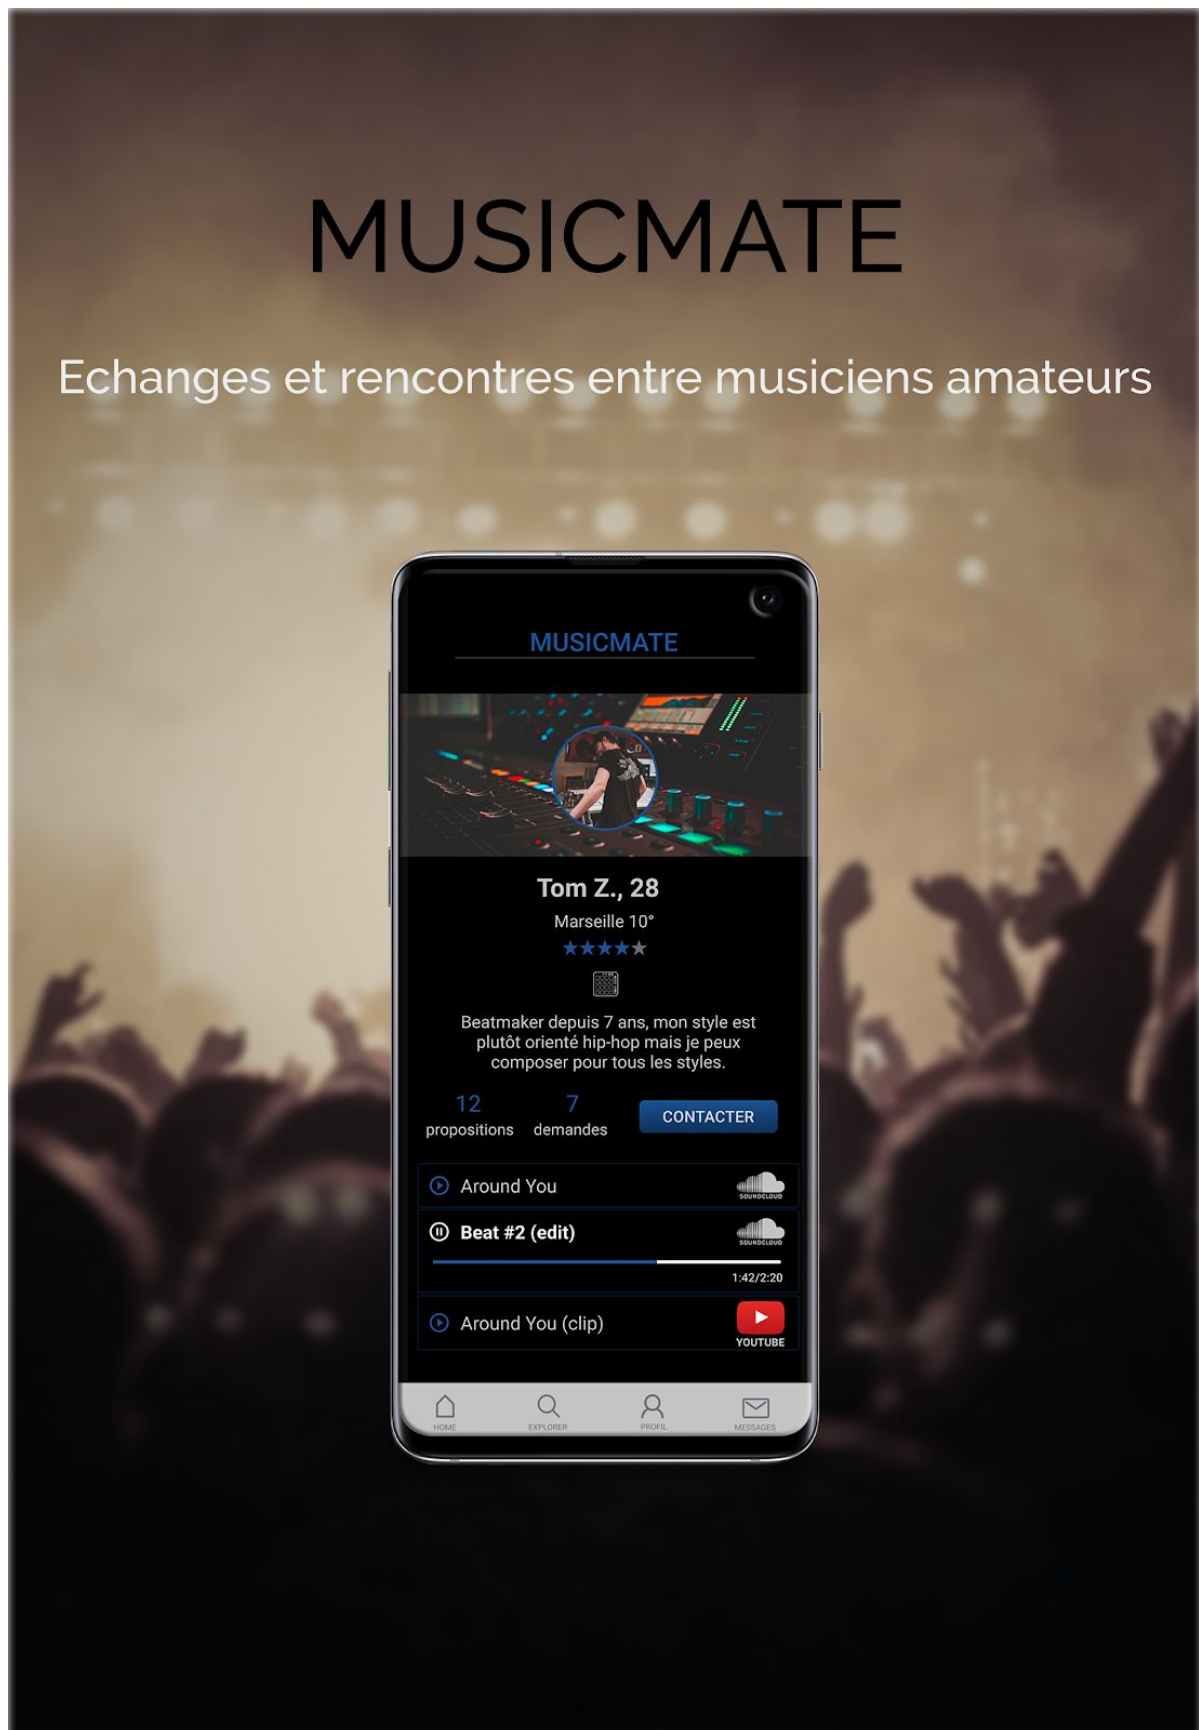 MUSICMATE
Echanges et rencontres entre musiciens amateurs
MUSICMATE
Tom Z., 28
Marseille 10°
Beatmaker depuis 7 ans, mon style est
plutôt orienté hip-hop mais je peux
composer pour tous les styles.
12 7
propositions demandes CONTACTER
Around You SOUNDCLOUD
Beat #2 (edit) SOUNDCLOUD
1:42/2:20
Around You (clip) YOUTUBE
HOME EXPLORER PROFIL MESSAGES